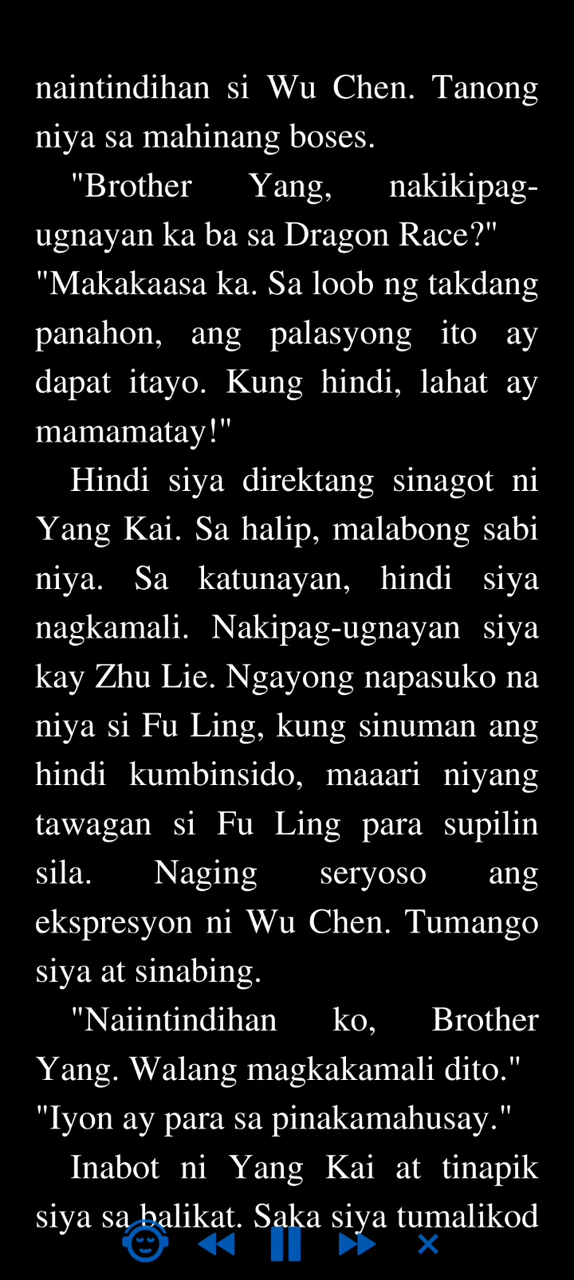 naintindihan si Wu Chen. Tanong
niya sa mahinang boses.
"Brother Yang, nakikipag-
ugnayan ka ba sa Dragon Race?"
"Makakaasa ka. Sa loob ng takdang
panahon, ang palasyong ito ay
dapat itayo. Kung hindi, lahat ay
mamamatay!"
Hindi siya direktang sinagot ni
Yang Kai. Sa halip, malabong sabi
niya. Sa katunayan, hindi siya
nagkamali. Nakipag-ugnayan siya
kay Zhu Lie. Ngayong napasuko na
niya si Fu Ling, kung sinuman ang
hindi kumbinsido, maaari niyang
tawagan si Fu Ling para supilin
sila. Naging seryoso ang
ekspresyon ni Wu Chen. Tumango
siya at sinabing.
"Naiintindihan ko, Brother
Yang. Walang magkakamali dito."
"Iyon ay para sa pinakamahusay."
Inabot ni Yang Kai at tinapik
siya sa balikat. Saka siya tumalikod